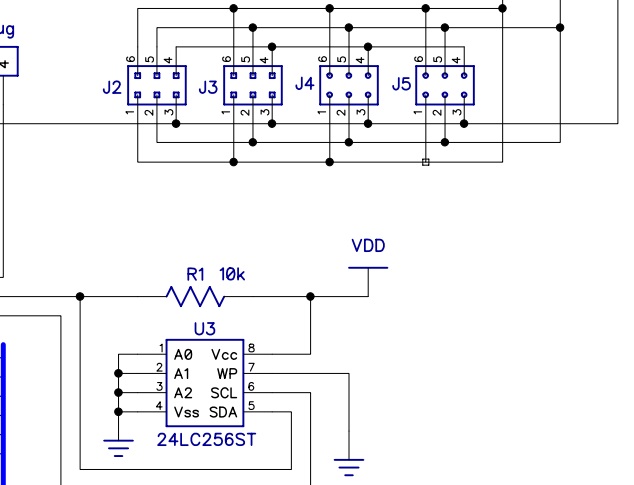 ug
4
6 5 4 6 5 4 6 5 4 6 5 4
J2 J3 J4 J5
1 2 3 1 2 3 1 2 3 1 2 3
VDD
R1 10k
U3
1 A0 Vcc 8
2 A1 WP 7
3 A2 SCL 6
4 Vss SDA 5
24LC256ST